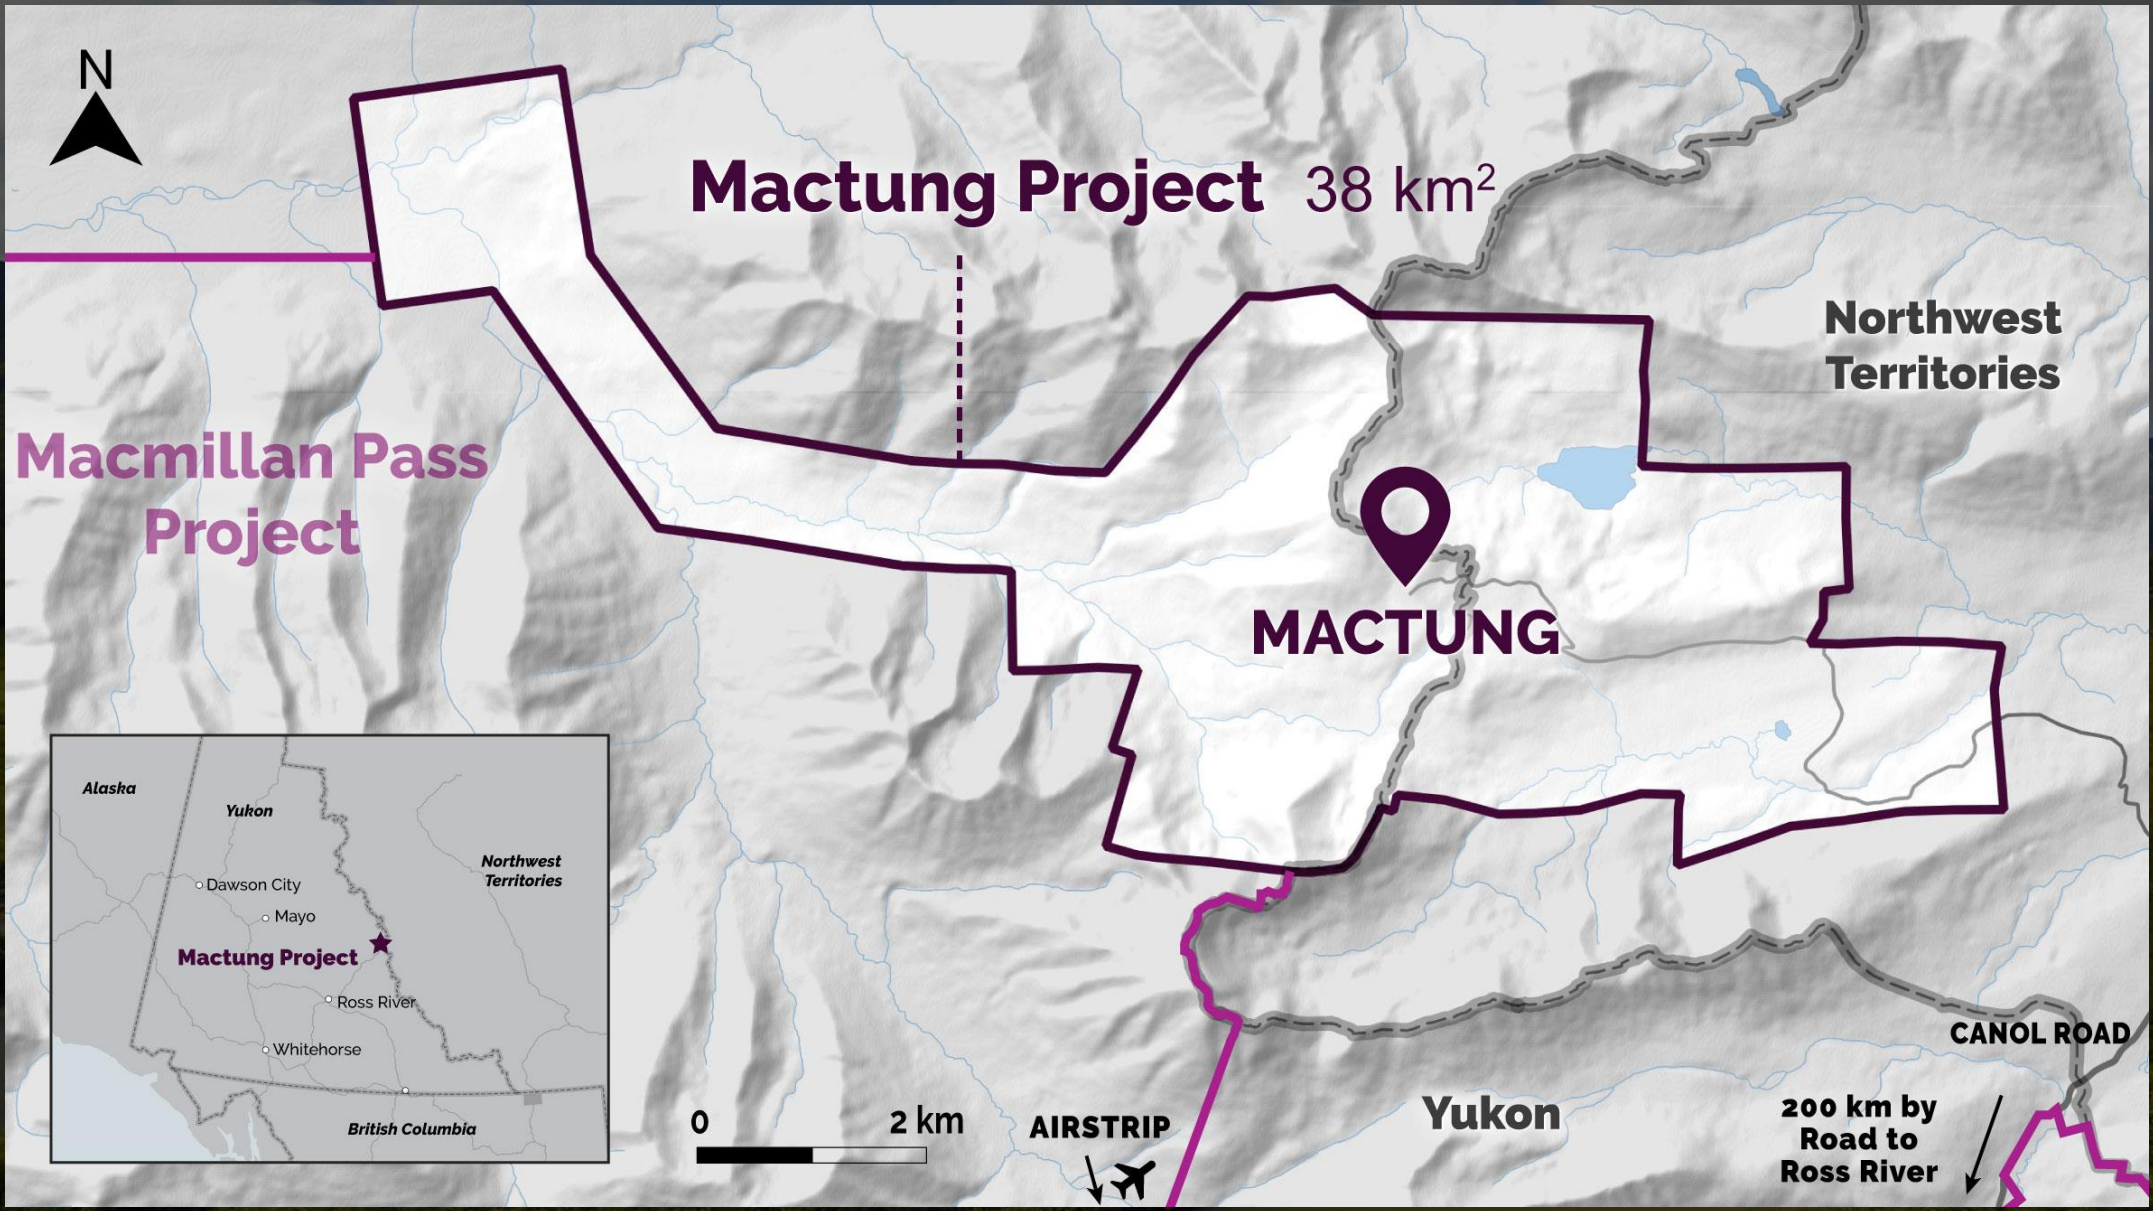 N
Mactung Project 38 km²
Northwest
Territories
Macmillan Pass
Project
MACTUNG
Alaska
Yukon
Northwest
Territories
Dawson City
Mayo
Mactung Project
Ross River
Whitehorse
British Columbia
0 2 km
AIRSTRIP
Yukon
CANOL ROAD
200 km by
Road to
Ross River